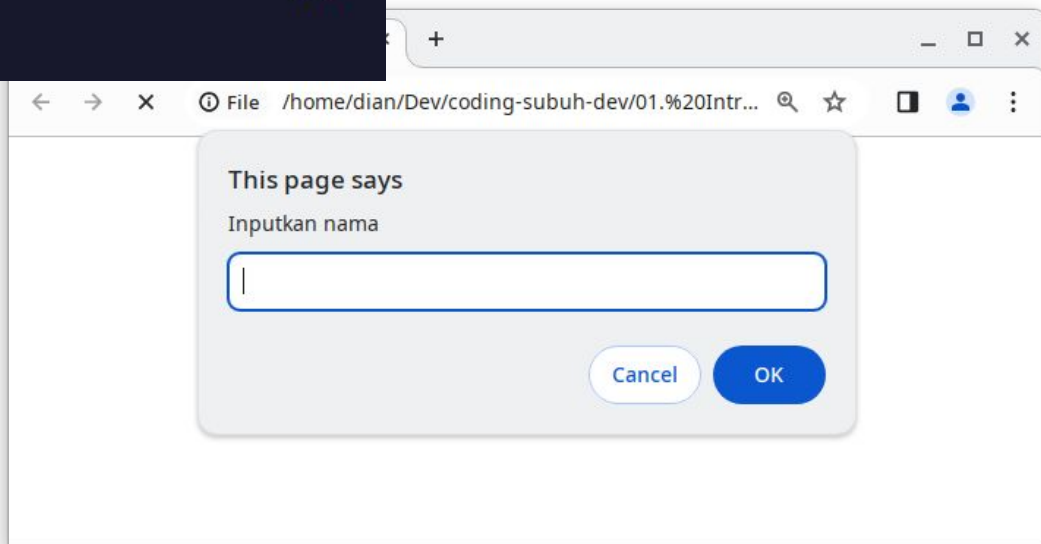 File /home/dian/Dev/coding-subuh-dev/01.%20Intr...
This page says
Inputkan nama
Cancel OK